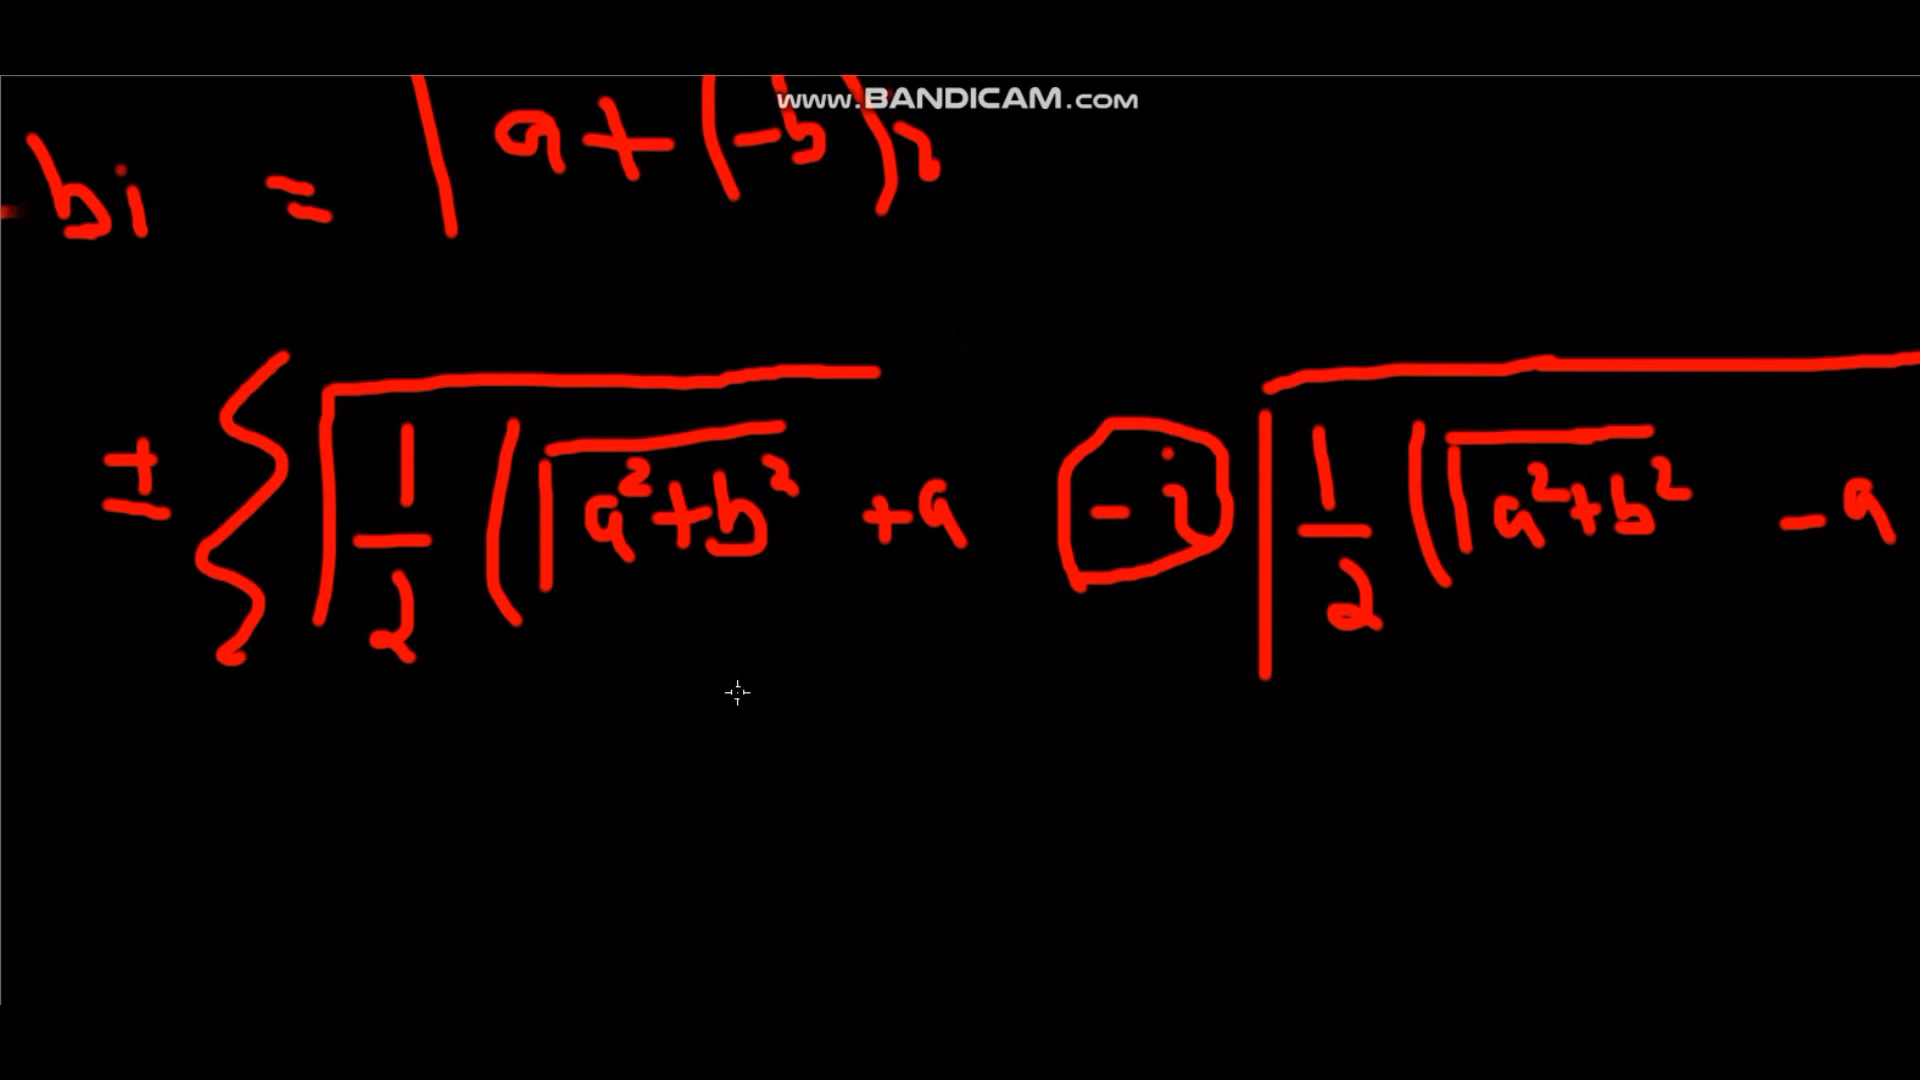 www.BANDICAM.com
-bi = √a+(-b)i
± { √1/2 (√a²+b² +a - i √1/2 (√a²+b² - a